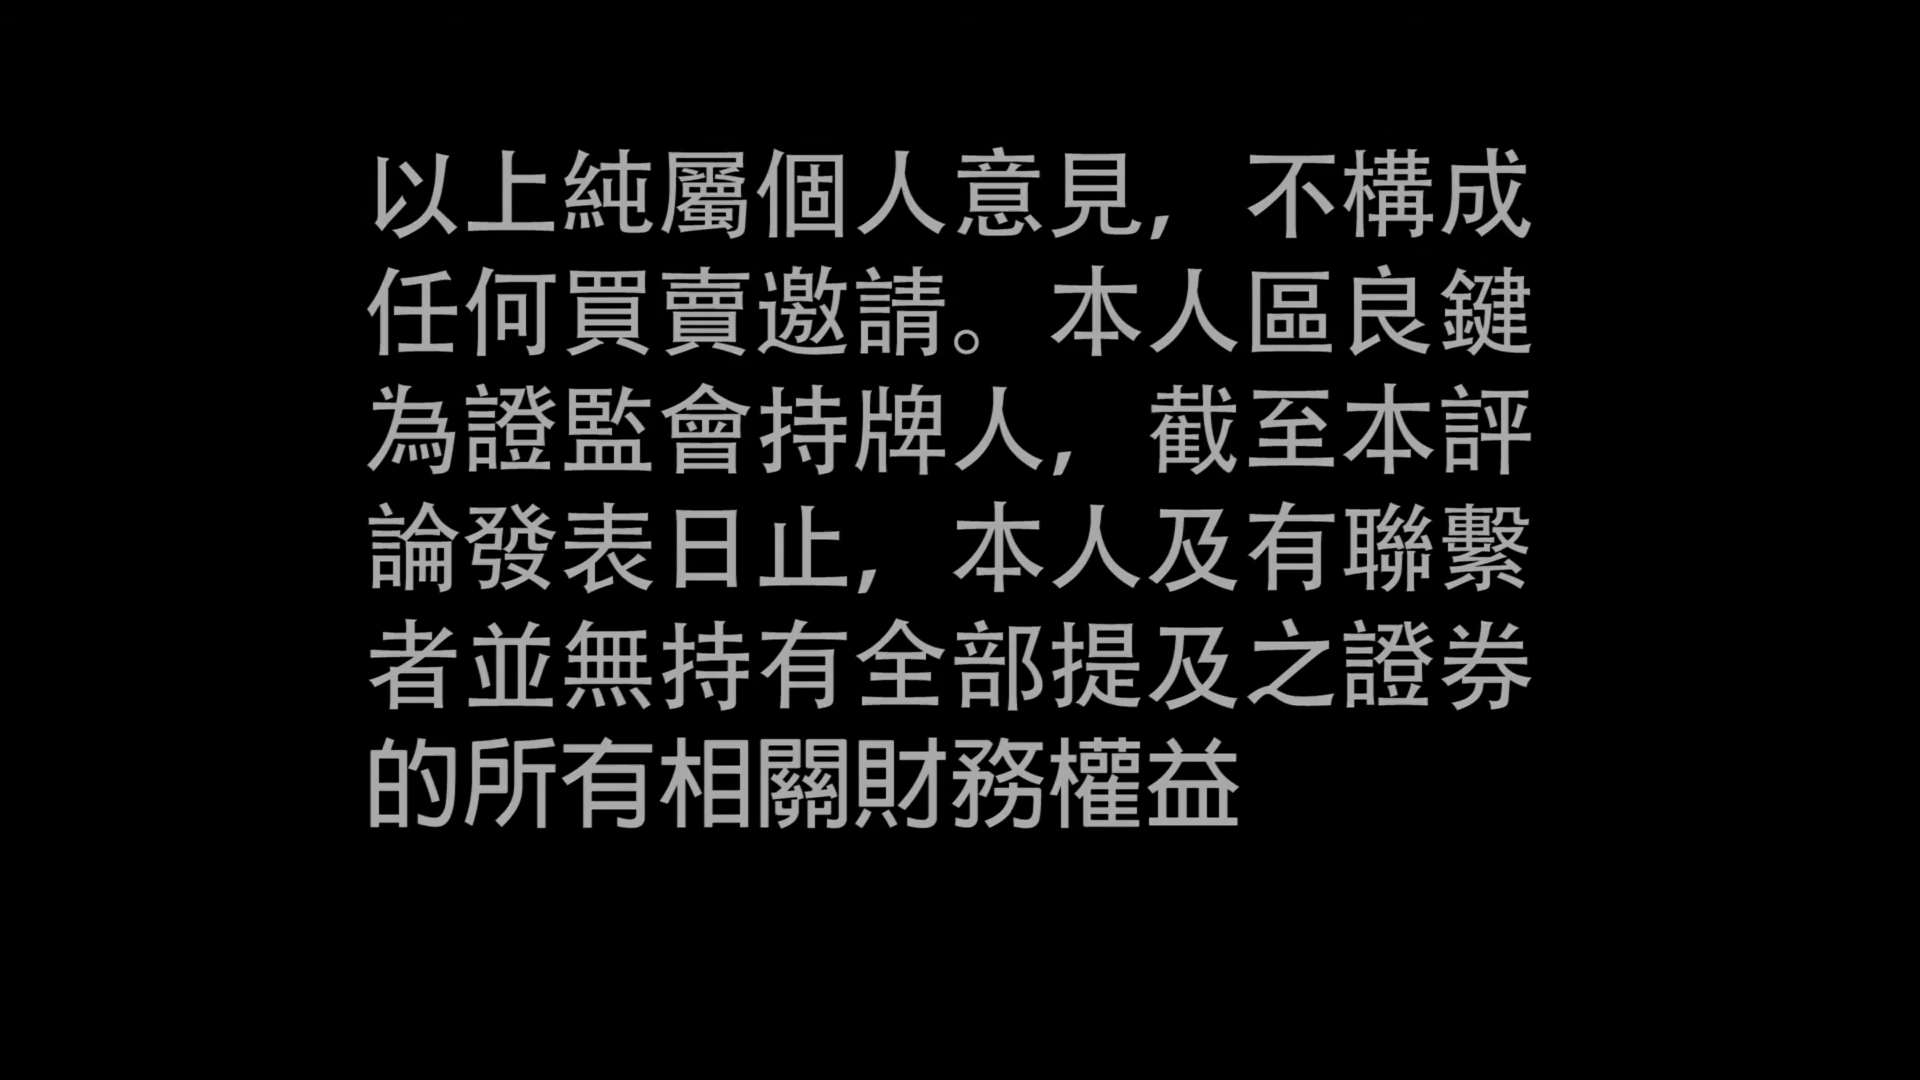 以上純屬個人意見，不構成
任何買賣邀請。本人區良鍵
為證監會持牌人，截至本評
論發表日止，本人及有聯繫
者並無持有全部提及之證券
的所有相關財務權益